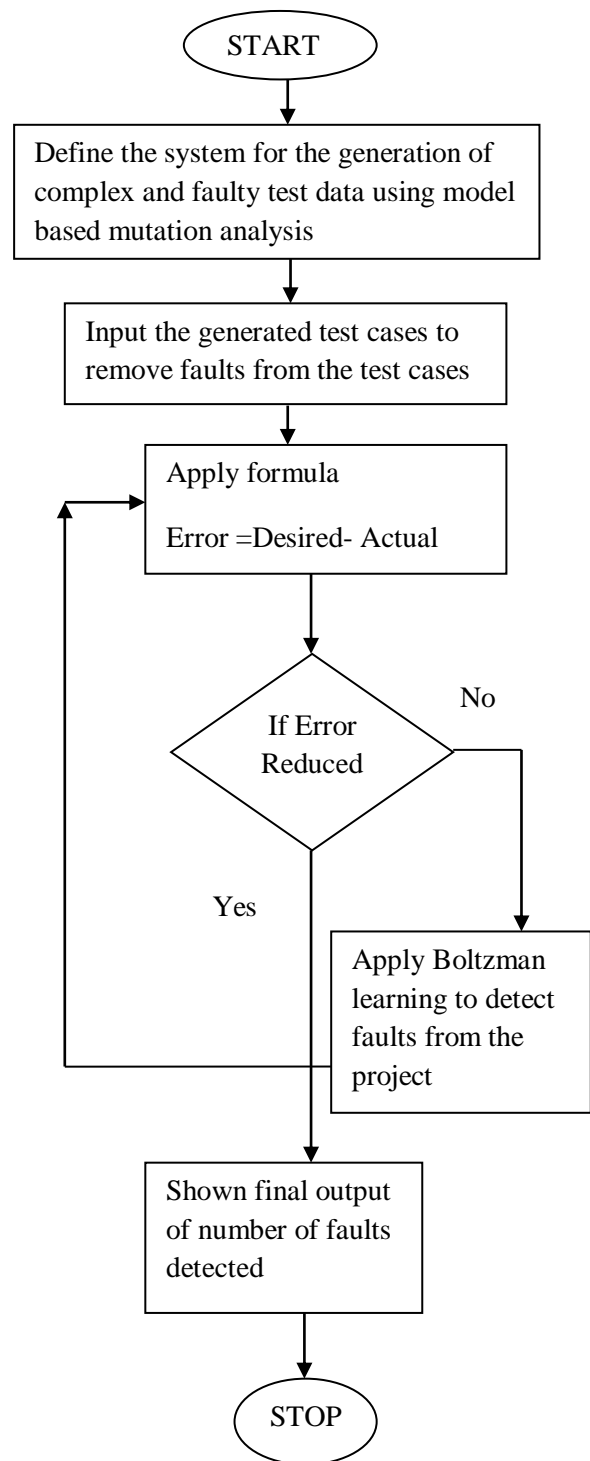 START
Define the system for the generation of
complex and faulty test data using model
based mutation analysis
Input the generated test cases to
remove faults from the test cases
Apply formula
Error =Desired- Actual
If Error
Reduced
No
Yes
Apply Boltzman
learning to detect
faults from the
project
Shown final output
of number of faults
detected
STOP